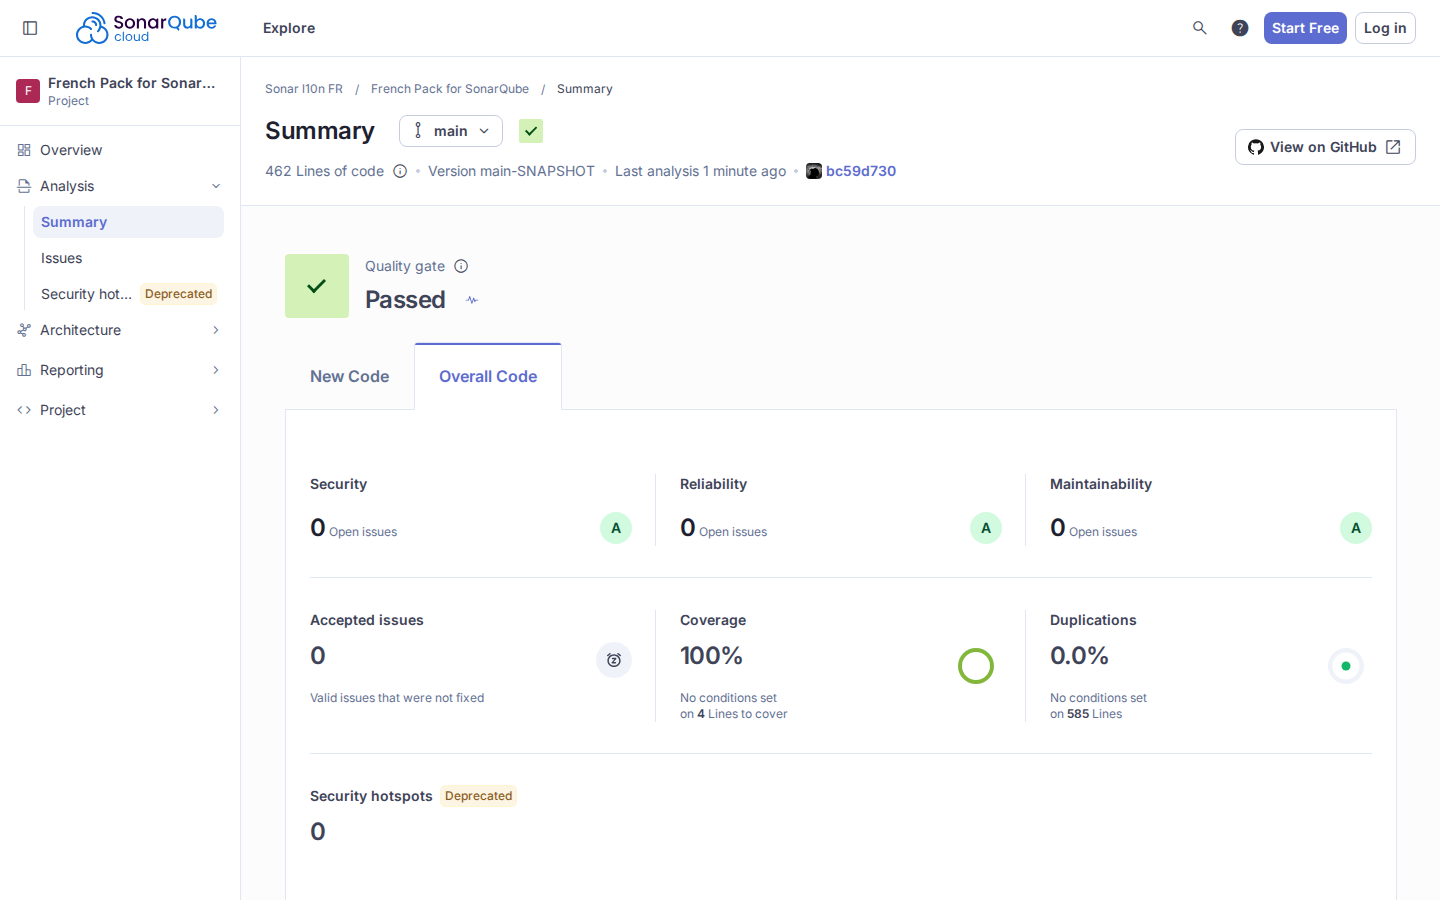 SonarQube
cloud
Explore
?
Start Free
Log in
F
French Pack for Sonar...
Project
Overview
Analysis
Summary
Issues
Security hot... Deprecated
Architecture
Reporting
Project
Sonar l10n FR / French Pack for SonarQube / Summary
Summary
main
View on GitHub
462 Lines of code • Version main-SNAPSHOT • Last analysis 1 minute ago • bc59d730
Quality gate
Passed
New Code
Overall Code
Security
0 Open issues
A
Reliability
0 Open issues
A
Maintainability
0 Open issues
A
Accepted issues
0
Valid issues that were not fixed
Coverage
100%
No conditions set
on 4 Lines to cover
Duplications
0.0%
No conditions set
on 585 Lines
Security hotspots Deprecated
0